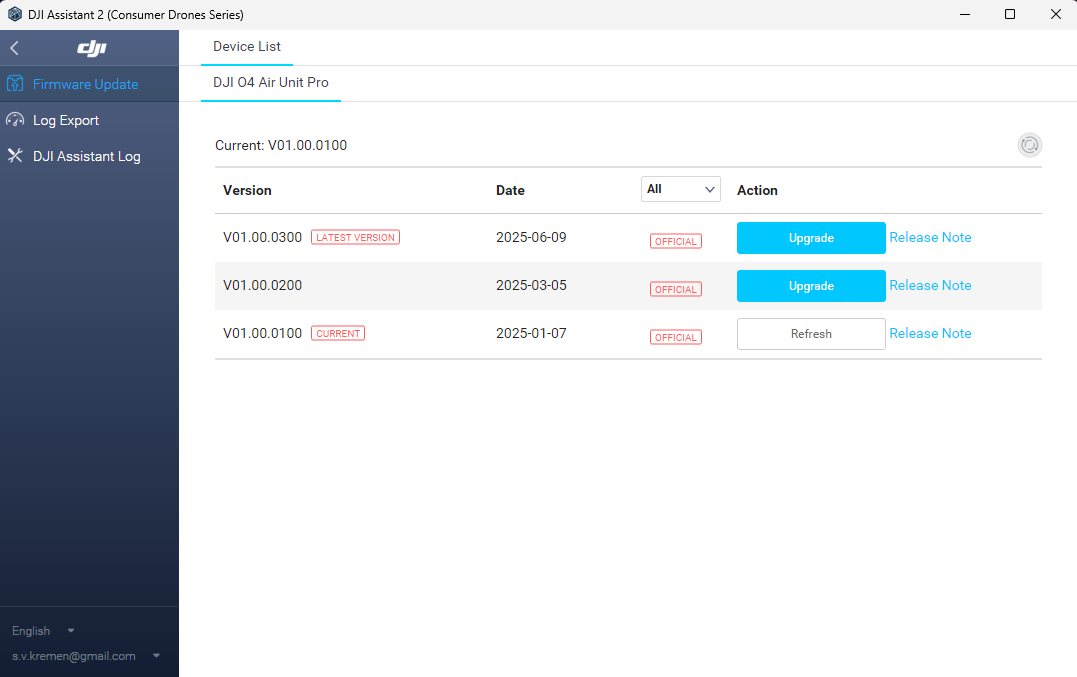 DJI Assistant 2 (Consumer Drones Series)
dji
Firmware Update
Log Export
DJI Assistant Log
English
s.v.kremen@gmail.com
Device List
DJI O4 Air Unit Pro
Current: V01.00.0100
Version Date All Action
V01.00.0300 LATEST VERSION 2025-06-09 OFFICIAL Upgrade Release Note
V01.00.0200 2025-03-05 OFFICIAL Upgrade Release Note
V01.00.0100 CURRENT 2025-01-07 OFFICIAL Refresh Release Note